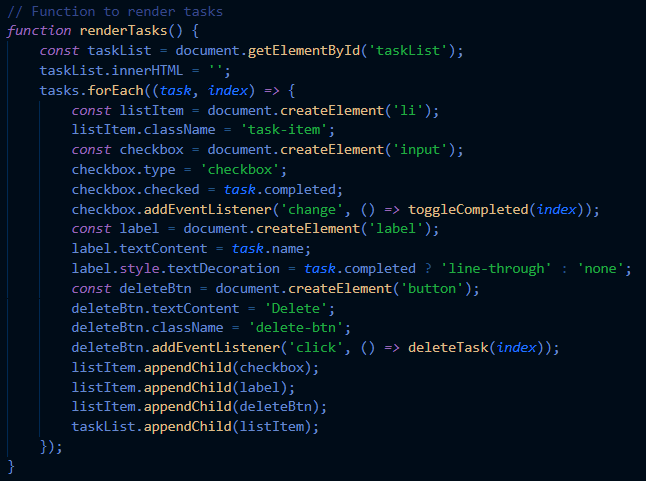 // Function to render tasks
function renderTasks() {
    const taskList = document.getElementById('taskList');
    taskList.innerHTML = '';
    tasks.forEach((task, index) => {
        const listItem = document.createElement('li');
        listItem.className = 'task-item';
        const checkbox = document.createElement('input');
        checkbox.type = 'checkbox';
        checkbox.checked = task.completed;
        checkbox.addEventListener('change', () => toggleCompleted(index));
        const label = document.createElement('label');
        label.textContent = task.name;
        label.style.textDecoration = task.completed ? 'line-through' : 'none';
        const deleteBtn = document.createElement('button');
        deleteBtn.textContent = 'Delete';
        deleteBtn.className = 'delete-btn';
        deleteBtn.addEventListener('click', () => deleteTask(index));
        listItem.appendChild(checkbox);
        listItem.appendChild(label);
        listItem.appendChild(deleteBtn);
        taskList.appendChild(listItem);
    });
}